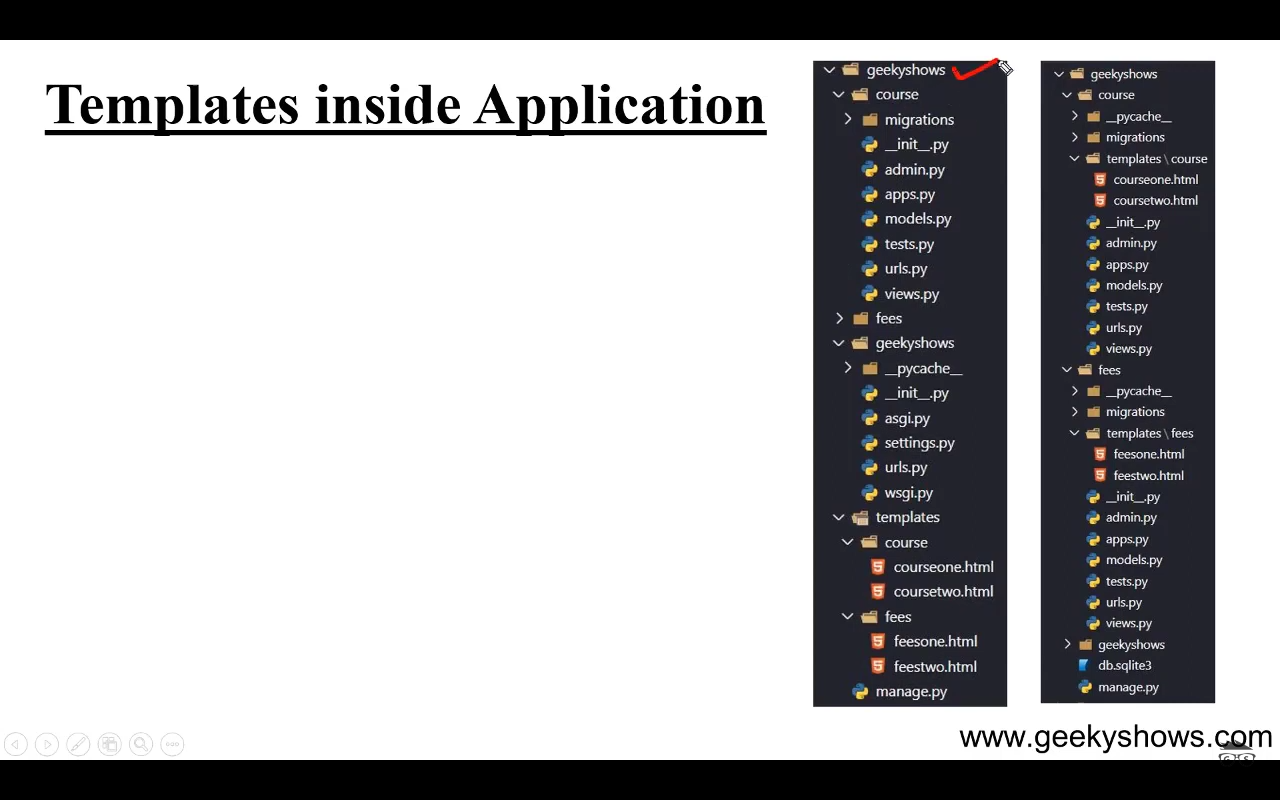 Templates inside Application
geekyshows
course
migrations
__init__.py
admin.py
apps.py
models.py
tests.py
urls.py
views.py
fees
geekyshows
__pycache__
__init__.py
asgi.py
settings.py
urls.py
wsgi.py
templates
course
courseone.html
coursetwo.html
fees
feesone.html
feestwo.html
manage.py
geekyshows
course
__pycache__
migrations
templates \ course
courseone.html
coursetwo.html
__init__.py
admin.py
apps.py
models.py
tests.py
urls.py
views.py
fees
__pycache__
migrations
templates \ fees
feesone.html
feestwo.html
__init__.py
admin.py
apps.py
models.py
tests.py
urls.py
views.py
geekyshows
db.sqlite3
manage.py
www.geekyshows.com